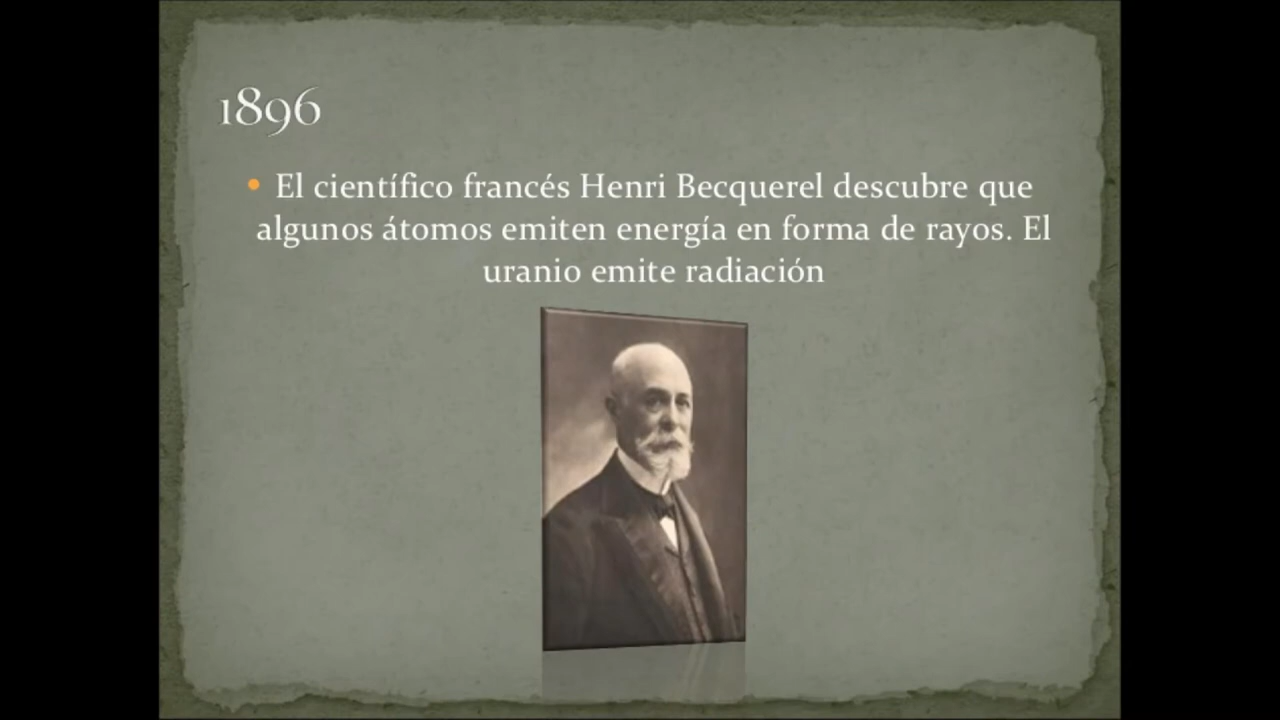 1896
• El científico francés Henri Becquerel descubre que
algunos átomos emiten energía en forma de rayos. El
uranio emite radiación